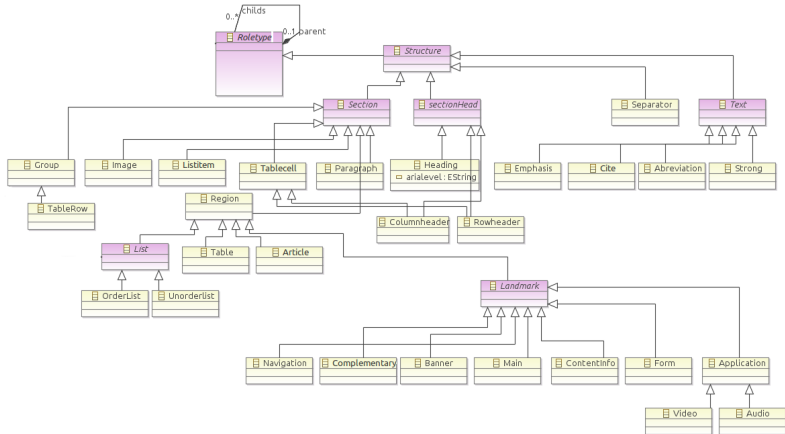 childs
0..*
0..1 parent
Roletype
Structure
Section
sectionHead
Separator
Text
Group
Image
Listitem
Tablecell
Paragraph
Heading
arialevel : EString
Emphasis
Cite
Abreviation
Strong
TableRow
Region
Columnheader
Rowheader
List
Table
Article
OrderList
Unorderlist
Landmark
Navigation
Complementary
Banner
Main
ContentInfo
Form
Application
Video
Audio